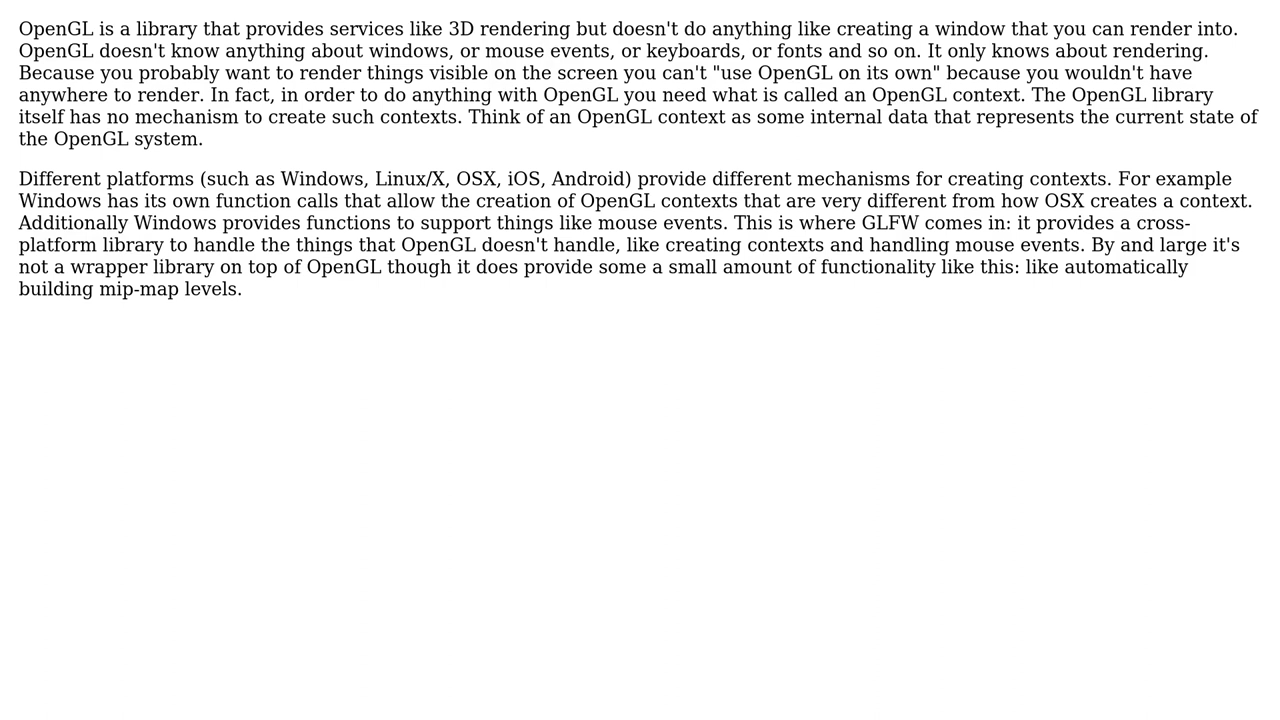 OpenGL is a library that provides services like 3D rendering but doesn't do anything like creating a window that you can render into.
OpenGL doesn't know anything about windows, or mouse events, or keyboards, or fonts and so on. It only knows about rendering.
Because you probably want to render things visible on the screen you can't "use OpenGL on its own" because you wouldn't have
anywhere to render. In fact, in order to do anything with OpenGL you need what is called an OpenGL context. The OpenGL library
itself has no mechanism to create such contexts. Think of an OpenGL context as some internal data that represents the current state of
the OpenGL system.
Different platforms (such as Windows, Linux/X, OSX, iOS, Android) provide different mechanisms for creating contexts. For example
Windows has its own function calls that allow the creation of OpenGL contexts that are very different from how OSX creates a context.
Additionally Windows provides functions to support things like mouse events. This is where GLFW comes in: it provides a cross-
platform library to handle the things that OpenGL doesn't handle, like creating contexts and handling mouse events. By and large it's
not a wrapper library on top of OpenGL though it does provide some a small amount of functionality like this: like automatically
building mip-map levels.